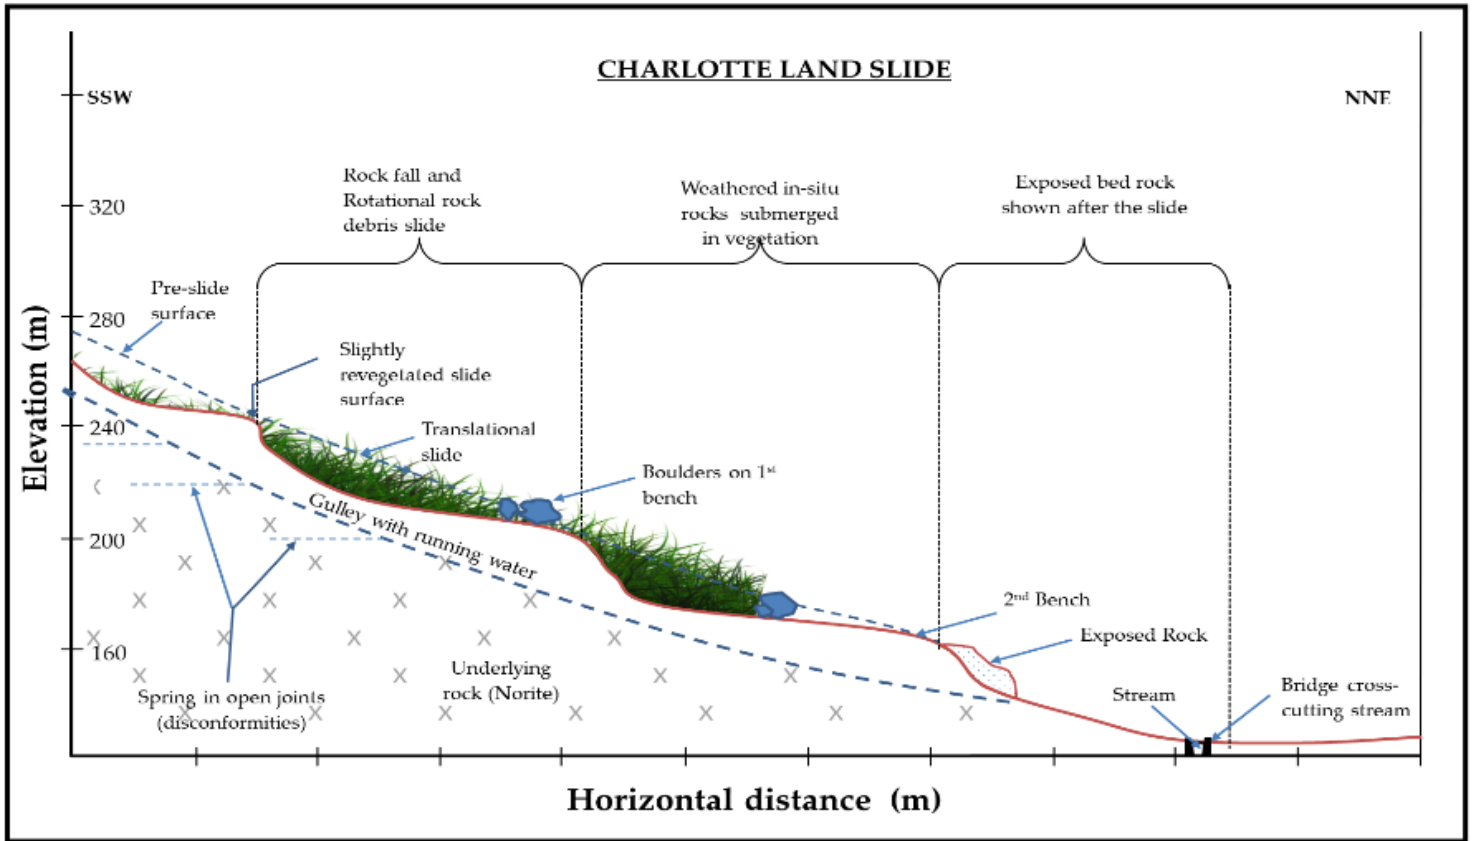 CHARLOTTE LAND SLIDE
SSW
NNE
Rock fall and
Rotational rock
debris slide
Weathered in-situ
rocks submerged
in vegetation
Exposed bed rock
shown after the slide
320
280
240
200
160
Elevation (m)
Pre-slide
surface
Slightly
revegetated slide
surface
Translational
slide
Boulders on 1st
bench
Gulley with running water
2nd Bench
Exposed Rock
Underlying
rock (Norite)
Spring in open joints
(disconformities)
Stream
Bridge cross-
cutting stream
Horizontal distance (m)